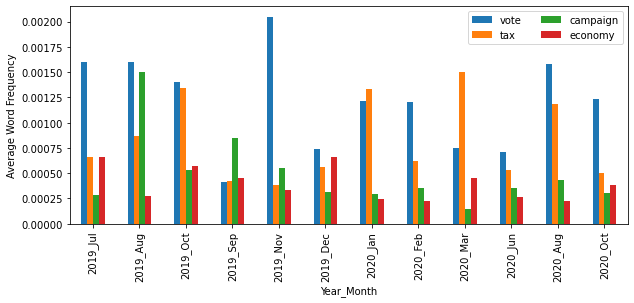 0.00200
0.00175
0.00150
0.00125
0.00100
0.00075
0.00050
0.00025
0.00000
Average Word Frequency
vote
tax
campaign
economy
2019_Jul
2019_Aug
2019_Oct
2019_Sep
2019_Nov
2019_Dec
2020_Jan
2020_Feb
2020_Mar
2020_Jun
2020_Aug
2020_Oct
Year_Month